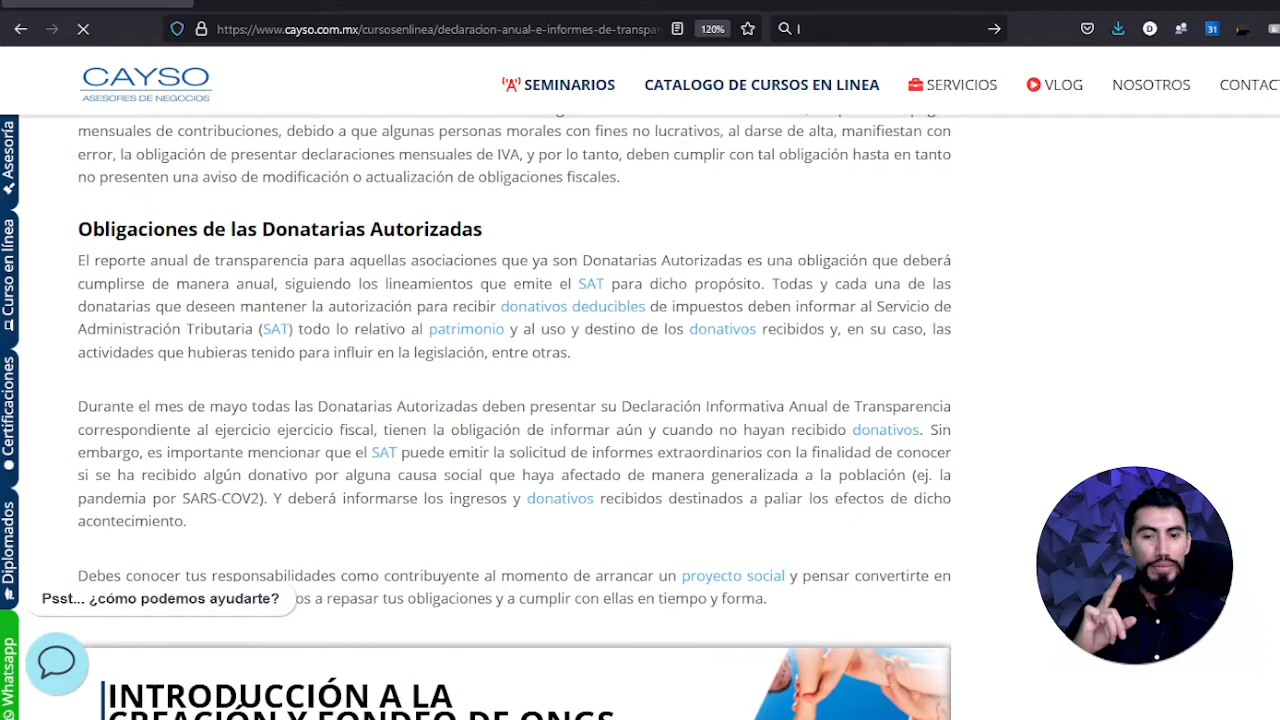 https://www.cayso.com.mx/cursosenlinea/declaracion-anual-e-informes-de-transpar
120%
31
CAYSO
ASESORES DE NEGOCIOS
SEMINARIOS
CATALOGO DE CURSOS EN LINEA
SERVICIOS
VLOG
NOSOTROS
CONTAC
Asesoría
Curso en línea
Certificaciones
Diplomados
Whatsapp
mensuales de contribuciones, debido a que algunas personas morales con fines no lucrativos, al darse de alta, manifiestan con
error, la obligación de presentar declaraciones mensuales de IVA, y por lo tanto, deben cumplir con tal obligación hasta en tanto
no presenten una aviso de modificación o actualización de obligaciones fiscales.
Obligaciones de las Donatarias Autorizadas
El reporte anual de transparencia para aquellas asociaciones que ya son Donatarias Autorizadas es una obligación que deberá
cumplirse de manera anual, siguiendo los lineamientos que emite el SAT para dicho propósito. Todas y cada una de las
donatarias que deseen mantener la autorización para recibir donativos deducibles de impuestos deben informar al Servicio de
Administración Tributaria (SAT) todo lo relativo al patrimonio y al uso y destino de los donativos recibidos y, en su caso, las
actividades que hubieras tenido para influir en la legislación, entre otras.
Durante el mes de mayo todas las Donatarias Autorizadas deben presentar su Declaración Informativa Anual de Transparencia
correspondiente al ejercicio ejercicio fiscal, tienen la obligación de informar aún y cuando no hayan recibido donativos. Sin
embargo, es importante mencionar que el SAT puede emitir la solicitud de informes extraordinarios con la finalidad de conocer
si se ha recibido algún donativo por alguna causa social que haya afectado de manera generalizada a la población (ej. la
pandemia por SARS-COV2). Y deberá informarse los ingresos y donativos recibidos destinados a paliar los efectos de dicho
acontecimiento.
Debes conocer tus responsabilidades como contribuyente al momento de arrancar un proyecto social y pensar convertirte en
os a repasar tus obligaciones y a cumplir con ellas en tiempo y forma.
Psst... ¿cómo podemos ayudarte?
INTRODUCCIÓN A LA
CREACIÓN Y FONDEO DE ONGS